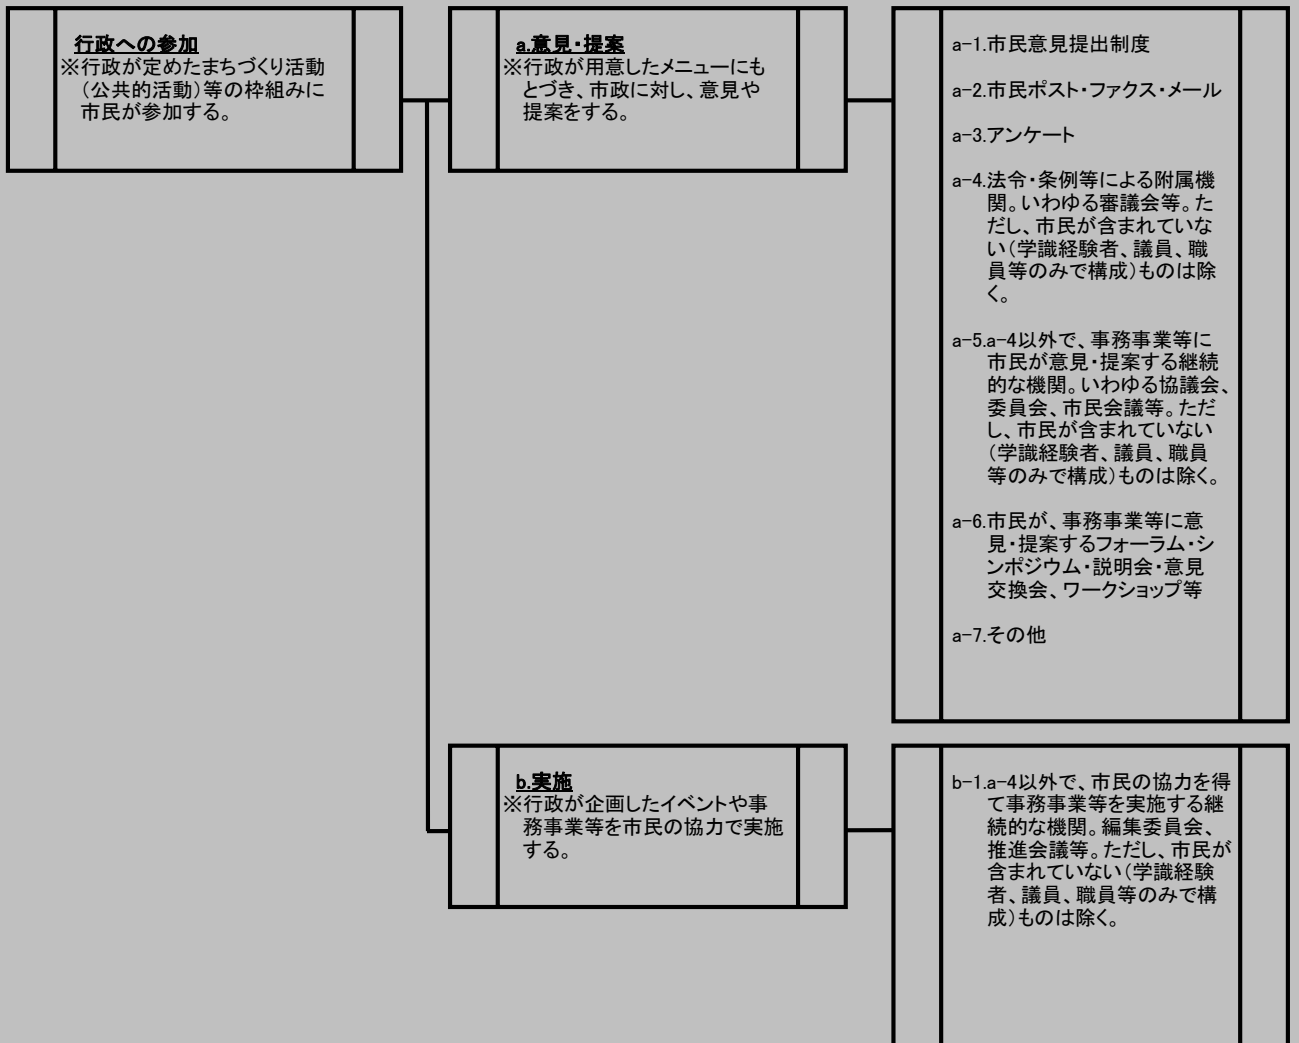 行政への参加
※行政が定めたまちづくり活動
（公共的活動）等の枠組みに
市民が参加する。
a.意見・提案
※行政が用意したメニューにも
とづき、市政に対し、意見や
提案をする。
a-1.市民意見提出制度
a-2.市民ポスト・ファクス・メール
a-3.アンケート
a-4.法令・条例等による附属機
関。いわゆる審議会等。た
だし、市民が含まれていな
い（学識経験者、議員、職
員等のみで構成）ものは除
く。
a-5.a-4以外で、事務事業等に
市民が意見・提案する継続
的な機関。いわゆる協議会、
委員会、市民会議等。ただ
し、市民が含まれていない
（学識経験者、議員、職員
等のみで構成）ものは除く。
a-6.市民が、事務事業等に意
見・提案するフォーラム・シ
ンポジウム・説明会・意見
交換会、ワークショップ等
a-7.その他
b.実施
※行政が企画したイベントや事
務事業等を市民の協力で実施
する。
b-1.a-4以外で、市民の協力を得
て事務事業等を実施する継
続的な機関。編集委員会、
推進会議等。ただし、市民が
含まれていない（学識経験
者、議員、職員等のみで構
成）ものは除く。